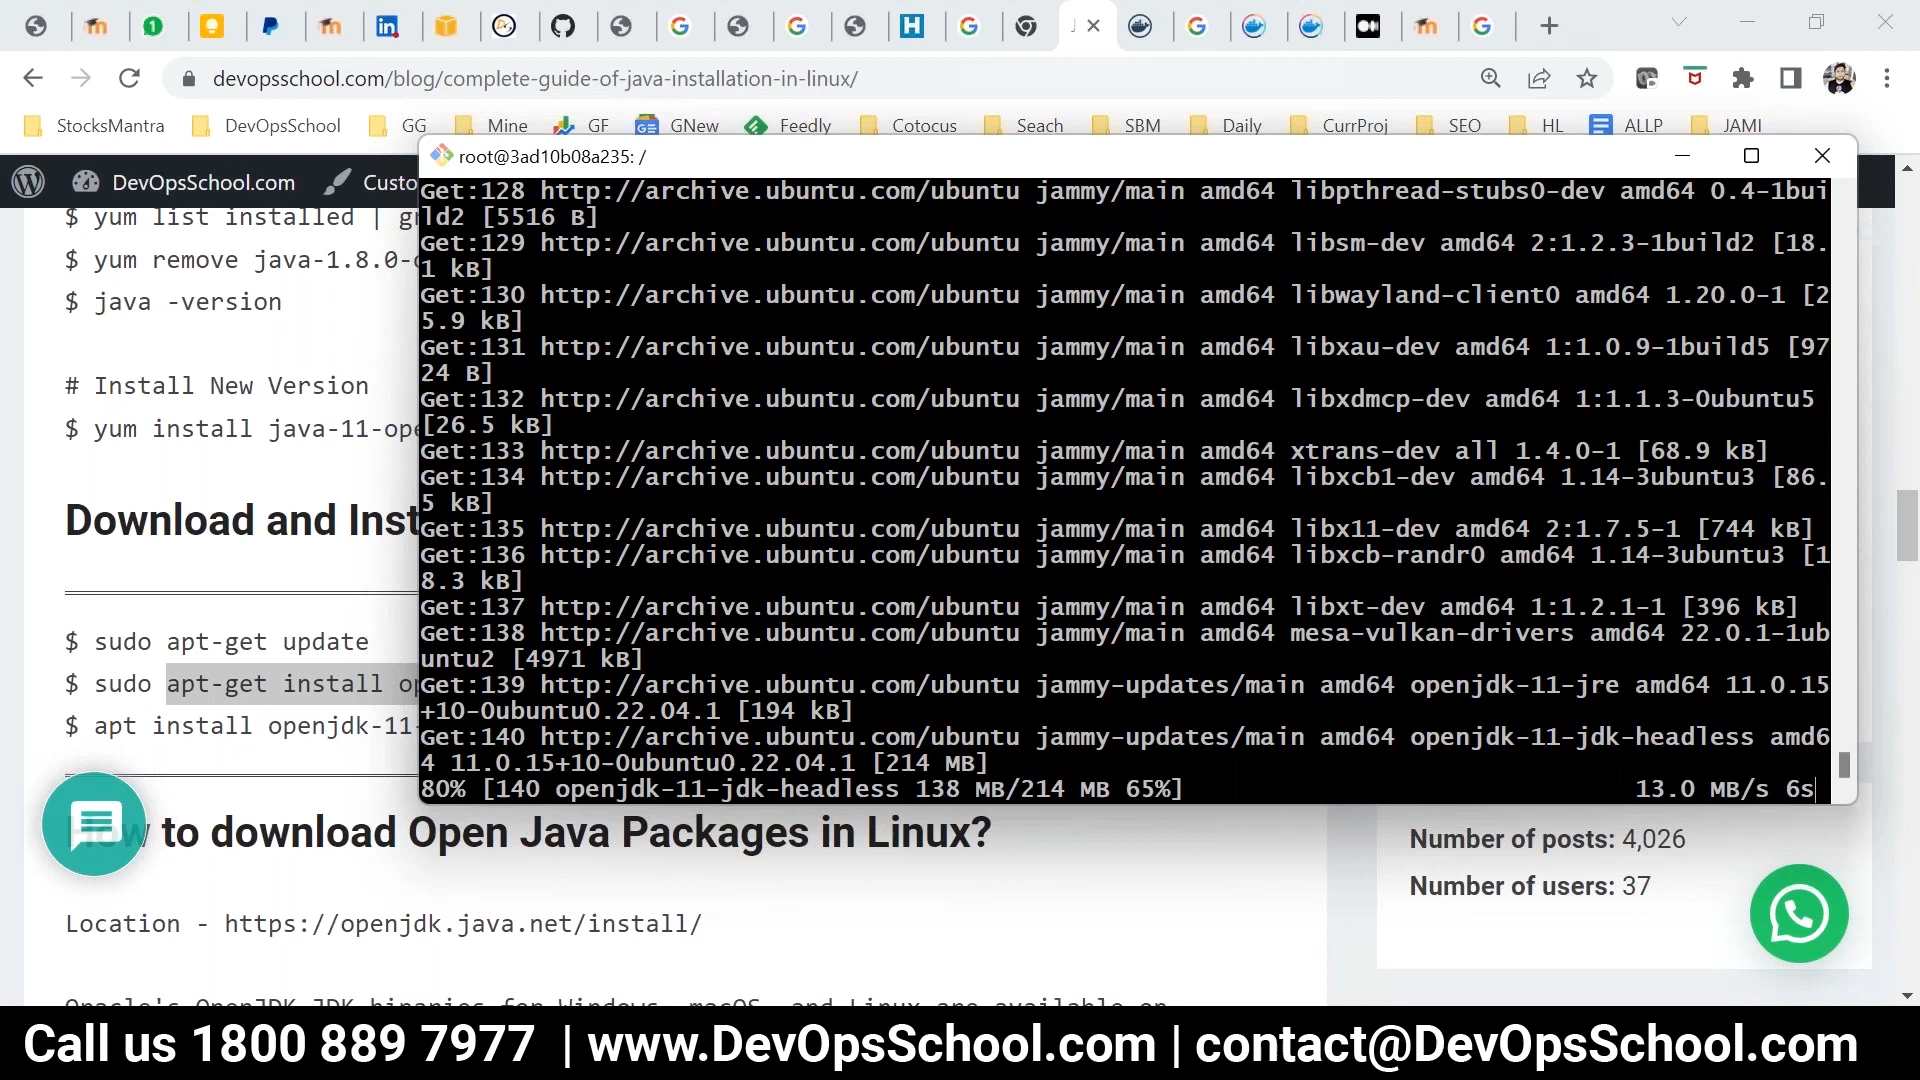 devopsschool.com/blog/complete-guide-of-java-installation-in-linux/
StocksMantra DevOpsSchool GG Mine GF GNew Feedly Cotocus Seach SBM Daily CurrProj SEO HL ALLP JAMI
root@3ad10b08a235: /
DevOpsSchool.com Custo
$ yum list installed | gr
$ yum remove java-1.8.0-o
$ java -version
# Install New Version
$ yum install java-11-ope
Download and Inst
$ sudo apt-get update
$ sudo apt-get install op
$ apt install openjdk-11-
Get:128 http://archive.ubuntu.com/ubuntu jammy/main amd64 libpthread-stubs0-dev amd64 0.4-1bui
ld2 [5516 B]
Get:129 http://archive.ubuntu.com/ubuntu jammy/main amd64 libsm-dev amd64 2:1.2.3-1build2 [18.
1 kB]
Get:130 http://archive.ubuntu.com/ubuntu jammy/main amd64 libwayland-client0 amd64 1.20.0-1 [2
5.9 kB]
Get:131 http://archive.ubuntu.com/ubuntu jammy/main amd64 libxau-dev amd64 1:1.0.9-1build5 [97
24 B]
Get:132 http://archive.ubuntu.com/ubuntu jammy/main amd64 libxdmcp-dev amd64 1:1.1.3-0ubuntu5
[26.5 kB]
Get:133 http://archive.ubuntu.com/ubuntu jammy/main amd64 xtrans-dev all 1.4.0-1 [68.9 kB]
Get:134 http://archive.ubuntu.com/ubuntu jammy/main amd64 libxcb1-dev amd64 1.14-3ubuntu3 [86.
5 kB]
Get:135 http://archive.ubuntu.com/ubuntu jammy/main amd64 libx11-dev amd64 2:1.7.5-1 [744 kB]
Get:136 http://archive.ubuntu.com/ubuntu jammy/main amd64 libxcb-randr0 amd64 1.14-3ubuntu3 [1
8.3 kB]
Get:137 http://archive.ubuntu.com/ubuntu jammy/main amd64 libxt-dev amd64 1:1.2.1-1 [396 kB]
Get:138 http://archive.ubuntu.com/ubuntu jammy/main amd64 mesa-vulkan-drivers amd64 22.0.1-1ub
untu2 [4971 kB]
Get:139 http://archive.ubuntu.com/ubuntu jammy-updates/main amd64 openjdk-11-jre amd64 11.0.15
+10-0ubuntu0.22.04.1 [194 kB]
Get:140 http://archive.ubuntu.com/ubuntu jammy-updates/main amd64 openjdk-11-jdk-headless amd6
4 11.0.15+10-0ubuntu0.22.04.1 [214 MB]
80% [140 openjdk-11-jdk-headless 138 MB/214 MB 65%] 13.0 MB/s 6s
How to download Open Java Packages in Linux?
Location - https://openjdk.java.net/install/
Oracle's OpenJDK JDK binaries for Windows, macOS, and Linux are available on
Number of posts: 4,026
Number of users: 37
Call us 1800 889 7977 | www.DevOpsSchool.com | contact@DevOpsSchool.com